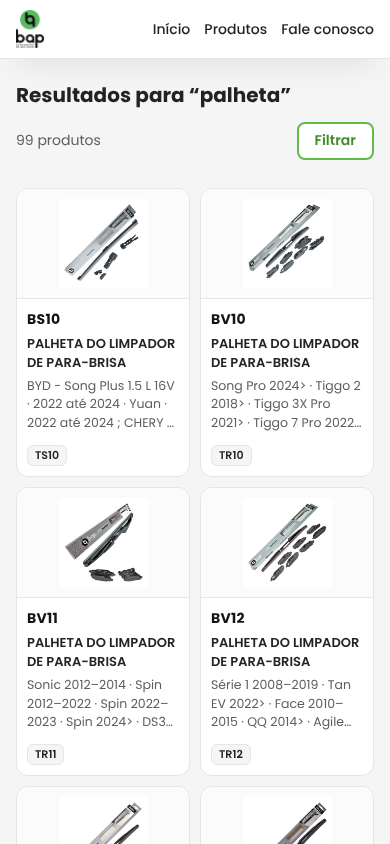 bap
Início Produtos Fale conosco
Resultados para “palheta”
99 produtos
Filtrar
BS10
PALHETA DO LIMPADOR
DE PARA-BRISA
BYD - Song Plus 1.5 L 16V
· 2022 até 2024 · Yuan ·
2022 até 2024 ; CHERY ...
TS10
BV10
PALHETA DO LIMPADOR
DE PARA-BRISA
Song Pro 2024> · Tiggo 2
2018> · Tiggo 3X Pro
2021> · Tiggo 7 Pro 2022...
TR10
BV11
PALHETA DO LIMPADOR
DE PARA-BRISA
Sonic 2012–2014 · Spin
2012–2022 · Spin 2022–
2023 · Spin 2024> · DS3...
TR11
BV12
PALHETA DO LIMPADOR
DE PARA-BRISA
Série 1 2008–2019 · Tan
EV 2022> · Face 2010–
2015 · QQ 2014> · Agile...
TR12